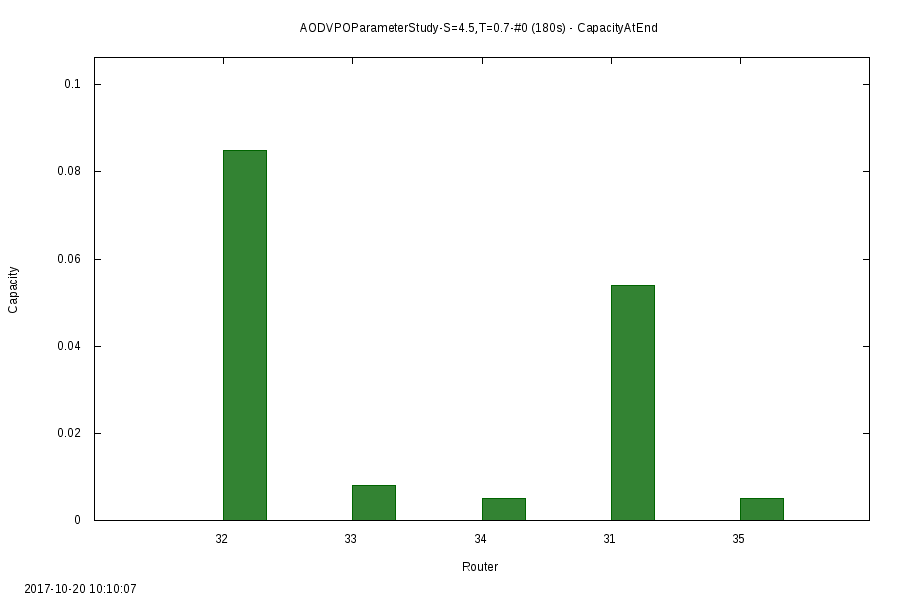 AODVPOParameterStudy-S=4.5,T=0.7-#0 (180s) - CapacityAtEnd
0.1
0.08
0.06
0.04
0.02
0
Capacity
32 33 34 31 35
Router
2017-10-20 10:10:07